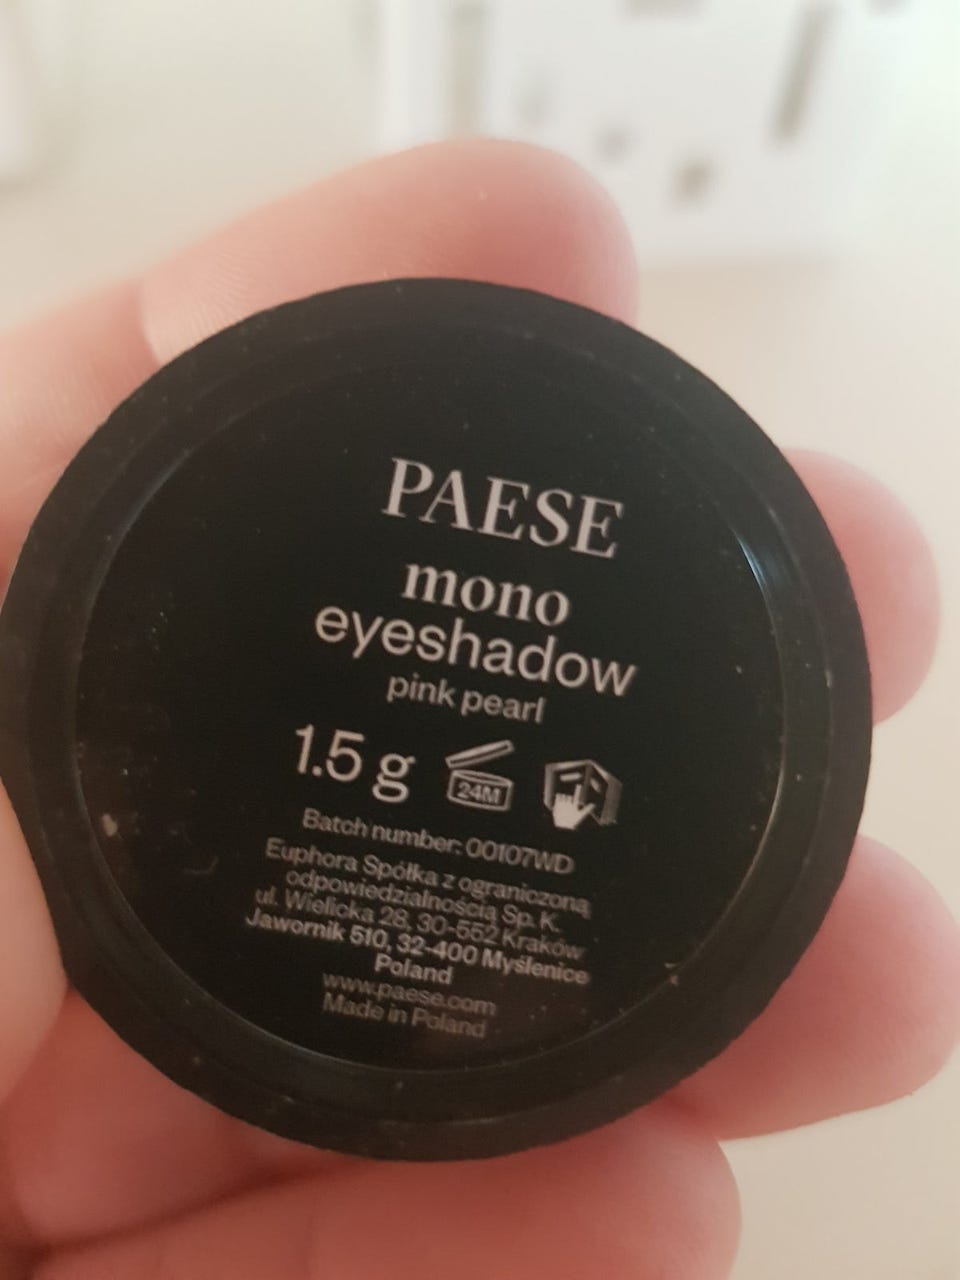 PAESE
mono
eyeshadow
pink pearl
1.5 g 24M
Batch number: 00107WD
Euphora Spółka z ograniczoną
odpowiedzialnością Sp. K.
ul. Wielicka 28, 30-552 Kraków
Jawornik 510, 32-400 Myślenice
Poland
www.paese.com
Made in Poland